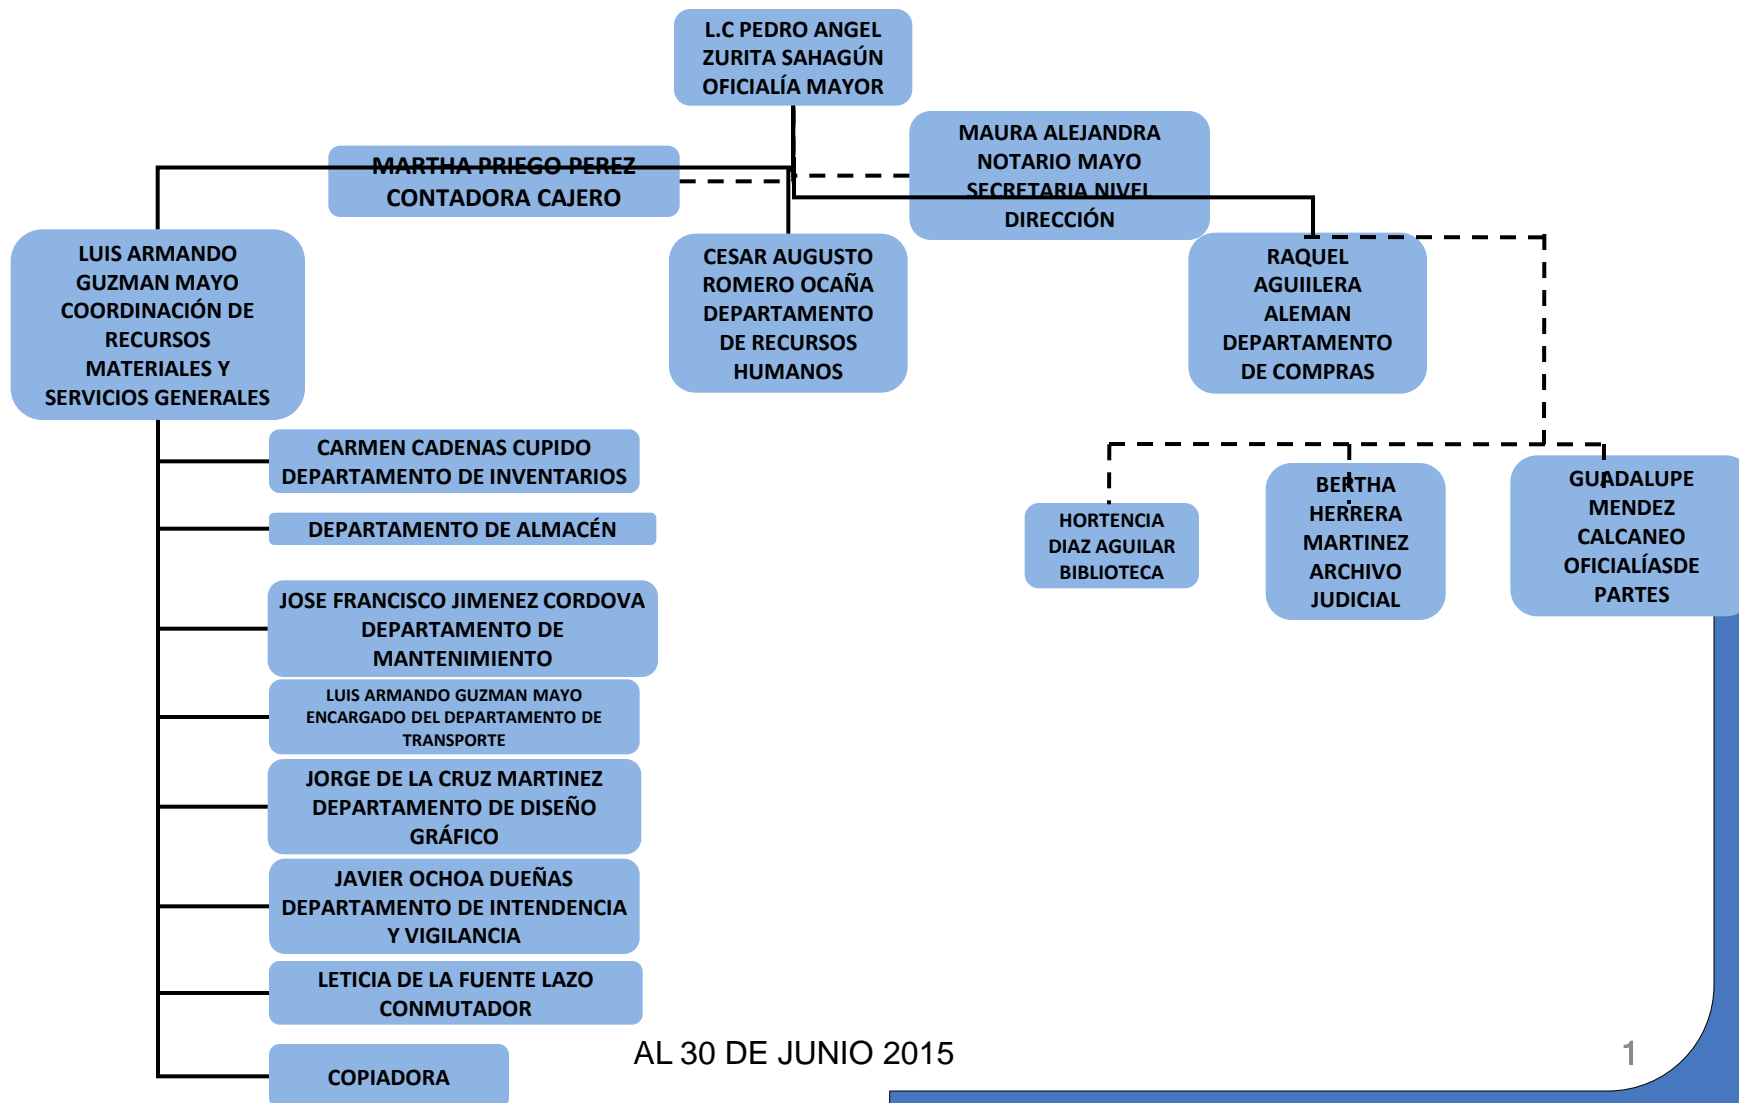 L.C PEDRO ANGEL
ZURITA SAHAGÚN
OFICIALÍA MAYOR
MARTHA PRIEGO PEREZ
CONTADORA CAJERO
MAURA ALEJANDRA
NOTARIO MAYO
SECRETARIA NIVEL
DIRECCIÓN
LUIS ARMANDO
GUZMAN MAYO
COORDINACIÓN DE
RECURSOS
MATERIALES Y
SERVICIOS GENERALES
CESAR AUGUSTO
ROMERO OCAÑA
DEPARTAMENTO
DE RECURSOS
HUMANOS
RAQUEL
AGUIILERA
ALEMAN
DEPARTAMENTO
DE COMPRAS
CARMEN CADENAS CUPIDO
DEPARTAMENTO DE INVENTARIOS
DEPARTAMENTO DE ALMACÉN
JOSE FRANCISCO JIMENEZ CORDOVA
DEPARTAMENTO DE
MANTENIMIENTO
LUIS ARMANDO GUZMAN MAYO
ENCARGADO DEL DEPARTAMENTO DE
TRANSPORTE
JORGE DE LA CRUZ MARTINEZ
DEPARTAMENTO DE DISEÑO
GRÁFICO
JAVIER OCHOA DUEÑAS
DEPARTAMENTO DE INTENDENCIA
Y VIGILANCIA
LETICIA DE LA FUENTE LAZO
CONMUTADOR
COPIADORA
HORTENCIA
DIAZ AGUILAR
BIBLIOTECA
BERTHA
HERRERA
MARTINEZ
ARCHIVO
JUDICIAL
GUADALUPE
MENDEZ
CALCANEO
OFICIALÍASDE
PARTES
AL 30 DE JUNIO 2015
1